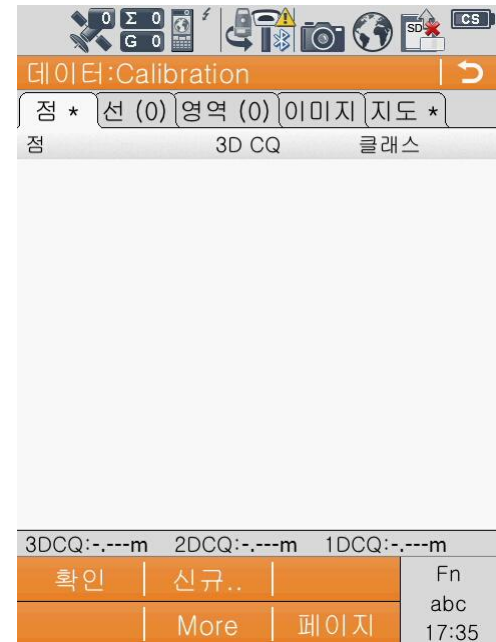 0 Σ 0 CS
G 0 SD
데이터:Calibration
점 * 선 (0) 영역 (0) 이미지 지도 *
점 3D CQ 클래스
3DCQ:-.---m 2DCQ:-.---m 1DCQ:-.---m
확인 신규.. Fn
abc
More 페이지 17:35